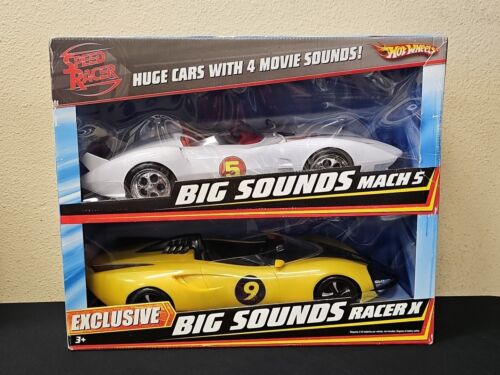 SPEED RACER
HUGE CARS WITH 4 MOVIE SOUNDS!
Hot Wheels
5
BIG SOUNDS MACH 5
9
EXCLUSIVE
BIG SOUNDS RACER X
3+